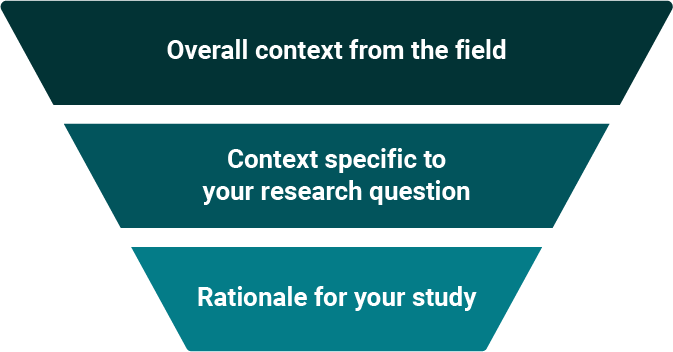 Overall context from the field
Context specific to
your research question
Rationale for your study